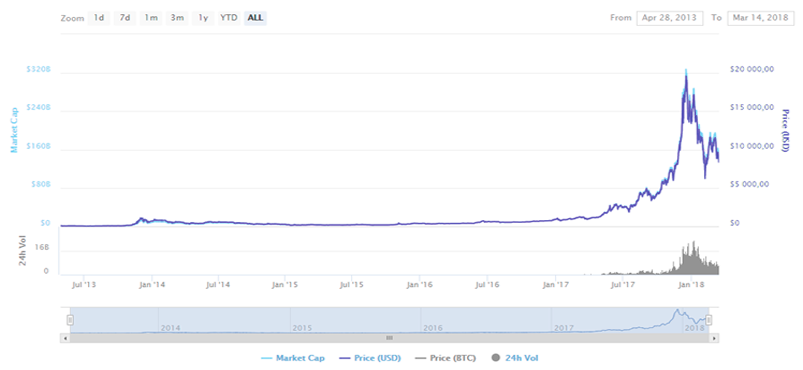 Zoom 1d 7d 1m 3m 1y YTD ALL From Apr 28, 2013 To Mar 14, 2018
$320B $20 000,00
$240B $15 000,00
$160B $10 000,00
$80B $5 000,00
$0 $0
Market Cap
Price (USD)
24h Vol
16B
0
Jul '13 Jan '14 Jul '14 Jan '15 Jul '15 Jan '16 Jul '16 Jan '17 Jul '17 Jan '18
2014 2015 2016 2017 2018
Market Cap Price (USD) Price (BTC) 24h Vol